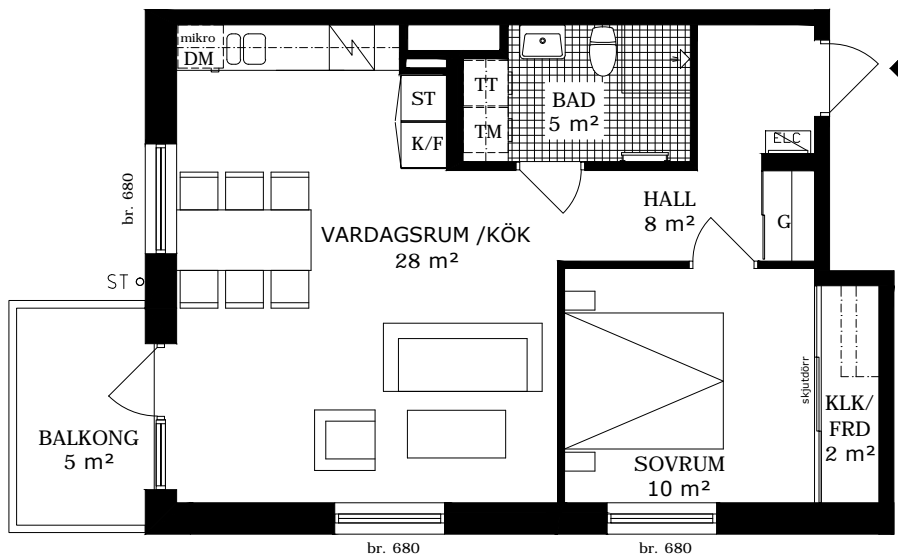 mikro
DM
ST
K/F
TT
TM
BAD
5 m²
ELC
HALL
8 m²
G
br. 680
VARDAGSRUM /KÖK
28 m²
ST
BALKONG
5 m²
SOVRUM
10 m²
skjutdörr
KLK/
FRD
2 m²
br. 680
br. 680